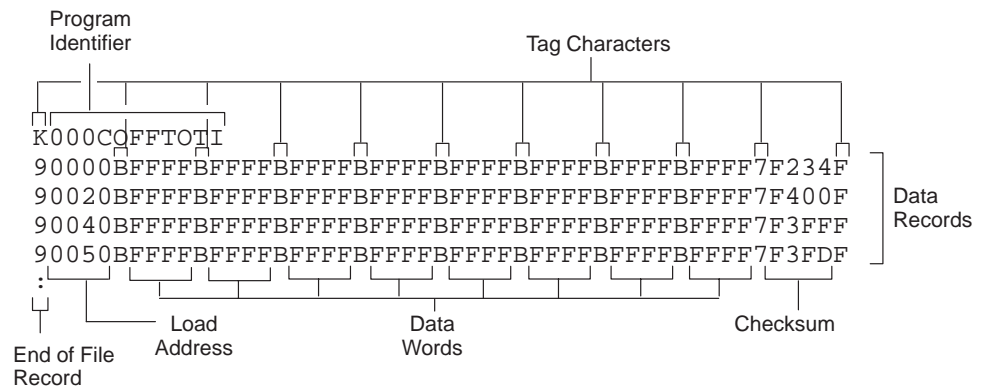 Program
Identifier
Tag Characters
K000COFFTOTI
90000BFFFFBFFFFBFFFFBFFFFBFFFFBFFFFBFFFFBFFFF7F234F
90020BFFFFBFFFFBFFFFBFFFFBFFFFBFFFFBFFFFBFFFF7F400F
90040BFFFFBFFFFBFFFFBFFFFBFFFFBFFFFBFFFFBFFFF7F3FFF
90050BFFFFBFFFFBFFFFBFFFFBFFFFBFFFFBFFFFBFFFF7F3FDF
:
Data
Records
Load
Address
Data
Words
Checksum
End of File
Record